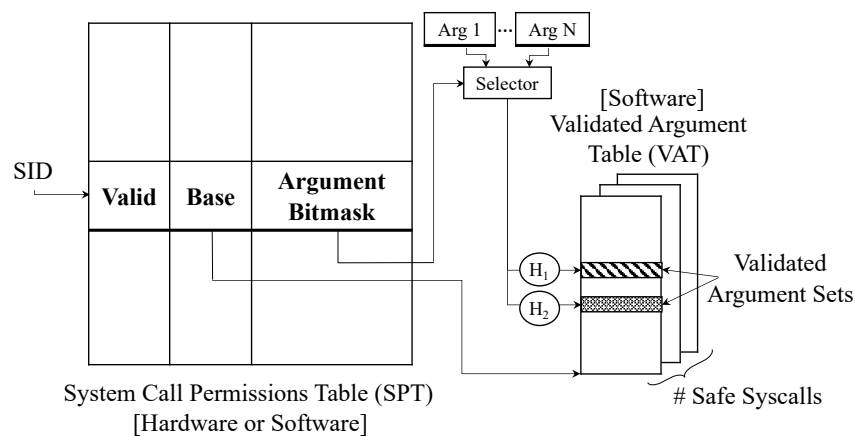 Arg 1 ... Arg N
Selector
[Software]
Validated Argument
Table (VAT)
SID
Valid Base Argument
Bitmask
H1
H2
Validated
Argument Sets
# Safe Syscalls
System Call Permissions Table (SPT)
[Hardware or Software]